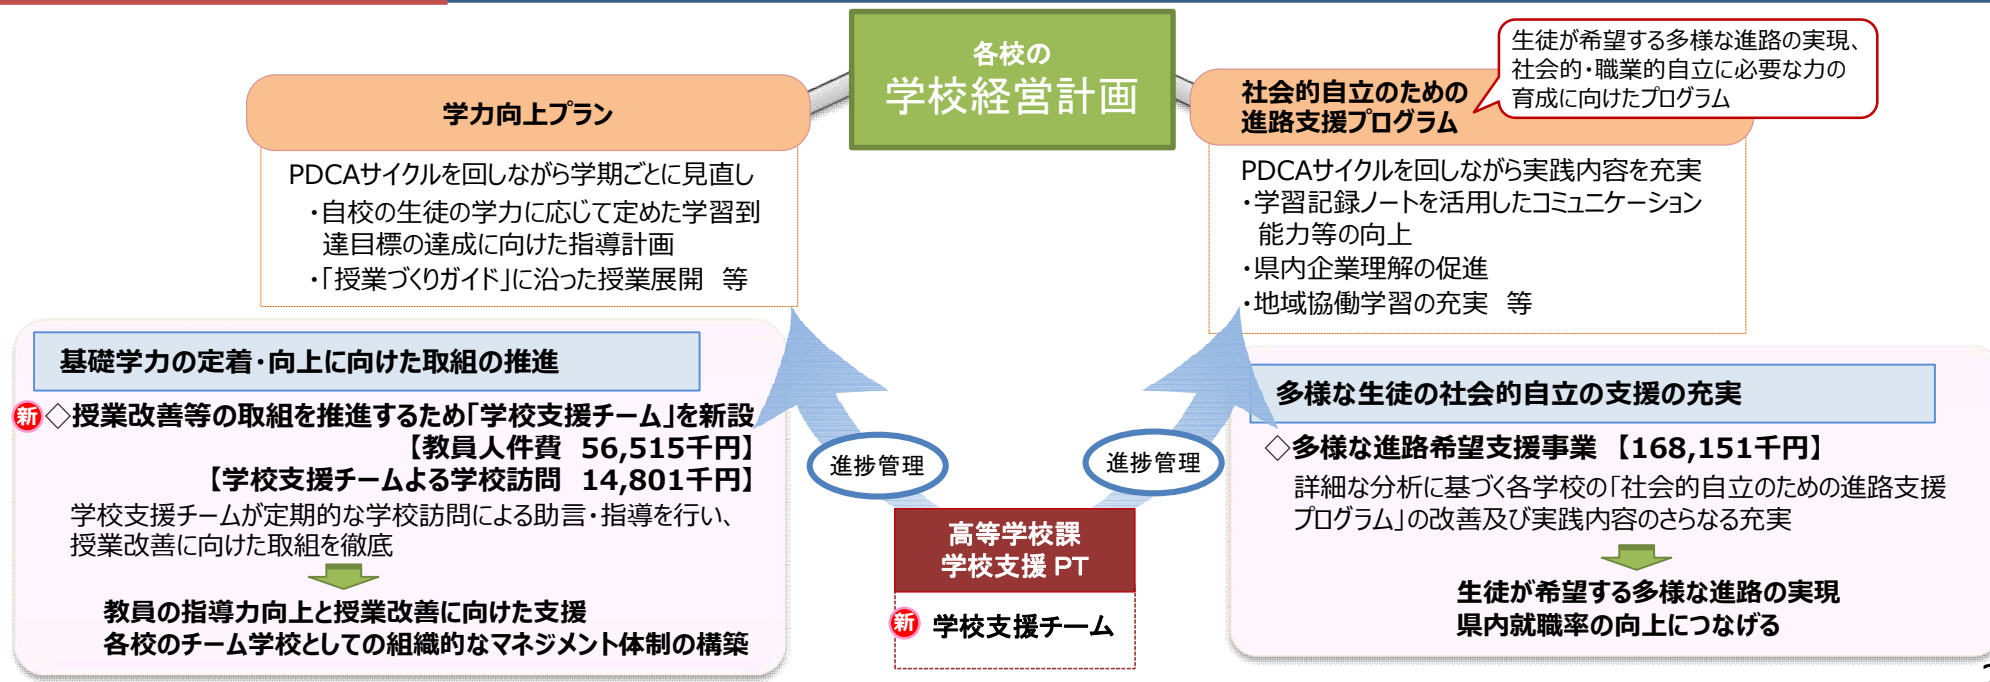 各校の
学校経営計画
生徒が希望する多様な進路の実現、
社会的・職業的自立に必要な力の
育成に向けたプログラム
学力向上プラン
PDCAサイクルを回しながら学期ごとに見直し
・自校の生徒の学力に応じて定めた学習到
達目標の達成に向けた指導計画
・「授業づくりガイド」に沿った授業展開　等
社会的自立のための
進路支援プログラム
PDCAサイクルを回しながら実践内容を充実
・学習記録ノートを活用したコミュニケーション
能力等の向上
・県内企業理解の促進
・地域協働学習の充実　等
基礎学力の定着・向上に向けた取組の推進
新◇授業改善等の取組を推進するため「学校支援チーム」を新設
【教員人件費　56,515千円】
【学校支援チームよる学校訪問　14,801千円】
学校支援チームが定期的な学校訪問による助言・指導を行い、
授業改善に向けた取組を徹底
教員の指導力向上と授業改善に向けた支援
各校のチーム学校としての組織的なマネジメント体制の構築
進捗管理
進捗管理
高等学校課
学校支援 PT
新 学校支援チーム
多様な生徒の社会的自立の支援の充実
◇多様な進路希望支援事業 【168,151千円】
詳細な分析に基づく各学校の「社会的自立のための進路支援
プログラム」の改善及び実践内容のさらなる充実
生徒が希望する多様な進路の実現
県内就職率の向上につなげる